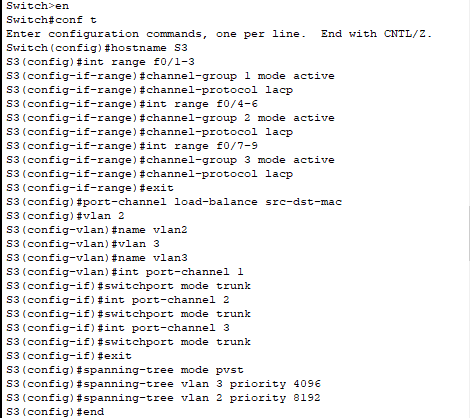 Switch>en
Switch#conf t
Enter configuration commands, one per line.  End with CNTL/Z.
Switch(config)#hostname S3
S3(config)#int range f0/1-3
S3(config-if-range)#channel-group 1 mode active
S3(config-if-range)#channel-protocol lacp
S3(config-if-range)#int range f0/4-6
S3(config-if-range)#channel-group 2 mode active
S3(config-if-range)#channel-protocol lacp
S3(config-if-range)#int range f0/7-9
S3(config-if-range)#channel-group 3 mode active
S3(config-if-range)#channel-protocol lacp
S3(config-if-range)#exit
S3(config)#port-channel load-balance src-dst-mac
S3(config)#vlan 2
S3(config-vlan)#name vlan2
S3(config-vlan)#vlan 3
S3(config-vlan)#name vlan3
S3(config-vlan)#int port-channel 1
S3(config-if)#switchport mode trunk
S3(config-if)#int port-channel 2
S3(config-if)#switchport mode trunk
S3(config-if)#int port-channel 3
S3(config-if)#switchport mode trunk
S3(config-if)#exit
S3(config)#spanning-tree mode pvst
S3(config)#spanning-tree vlan 3 priority 4096
S3(config)#spanning-tree vlan 2 priority 8192
S3(config)#end